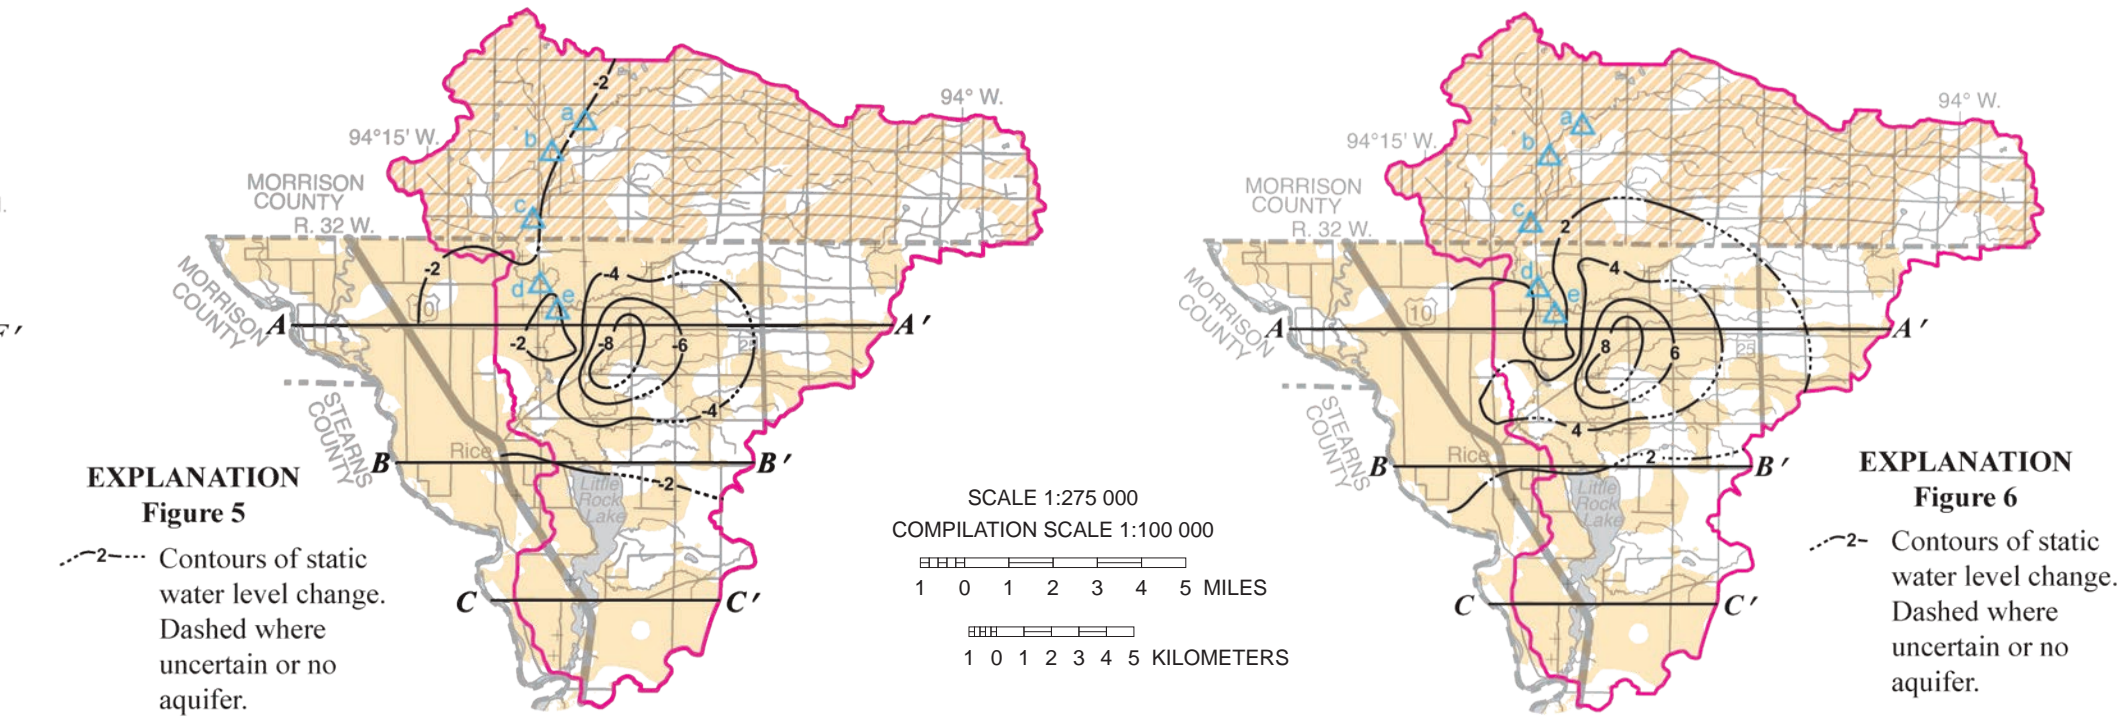 94° W.
94°15' W.
MORRISON
COUNTY
R. 32 W.
MORRISON
COUNTY
STEARNS
COUNTY
-2
a
b
c
-2
d
e
-4
-2
-8
-6
-4
-2
A
A′
B
B′
C
C′
F′
Rice
Little
Rock
Lake
EXPLANATION
Figure 5
2
Contours of static
water level change.
Dashed where
uncertain or no
aquifer.
SCALE 1:275 000
COMPILATION SCALE 1:100 000
1 0 1 2 3 4 5 MILES
1 0 1 2 3 4 5 KILOMETERS
94° W.
94°15' W.
MORRISON
COUNTY
R. 32 W.
MORRISON
COUNTY
STEARNS
COUNTY
a
b
c
2
d
e
4
10
8
6
25
4
2
A
A′
B
B′
C
C′
Rice
Little
Rock
Lake
EXPLANATION
Figure 6
2
Contours of static
water level change.
Dashed where
uncertain or no
aquifer.